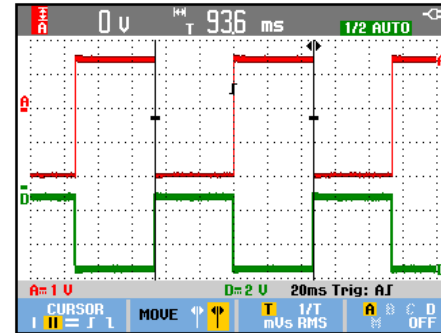 A 0 V T 93.6 ms 1/2 AUTO
A
A
D
A= 1 V D= 2 V 20ms Trig: A
CURSOR MOVE T 1/T A B C D
mVs RMS M OFF